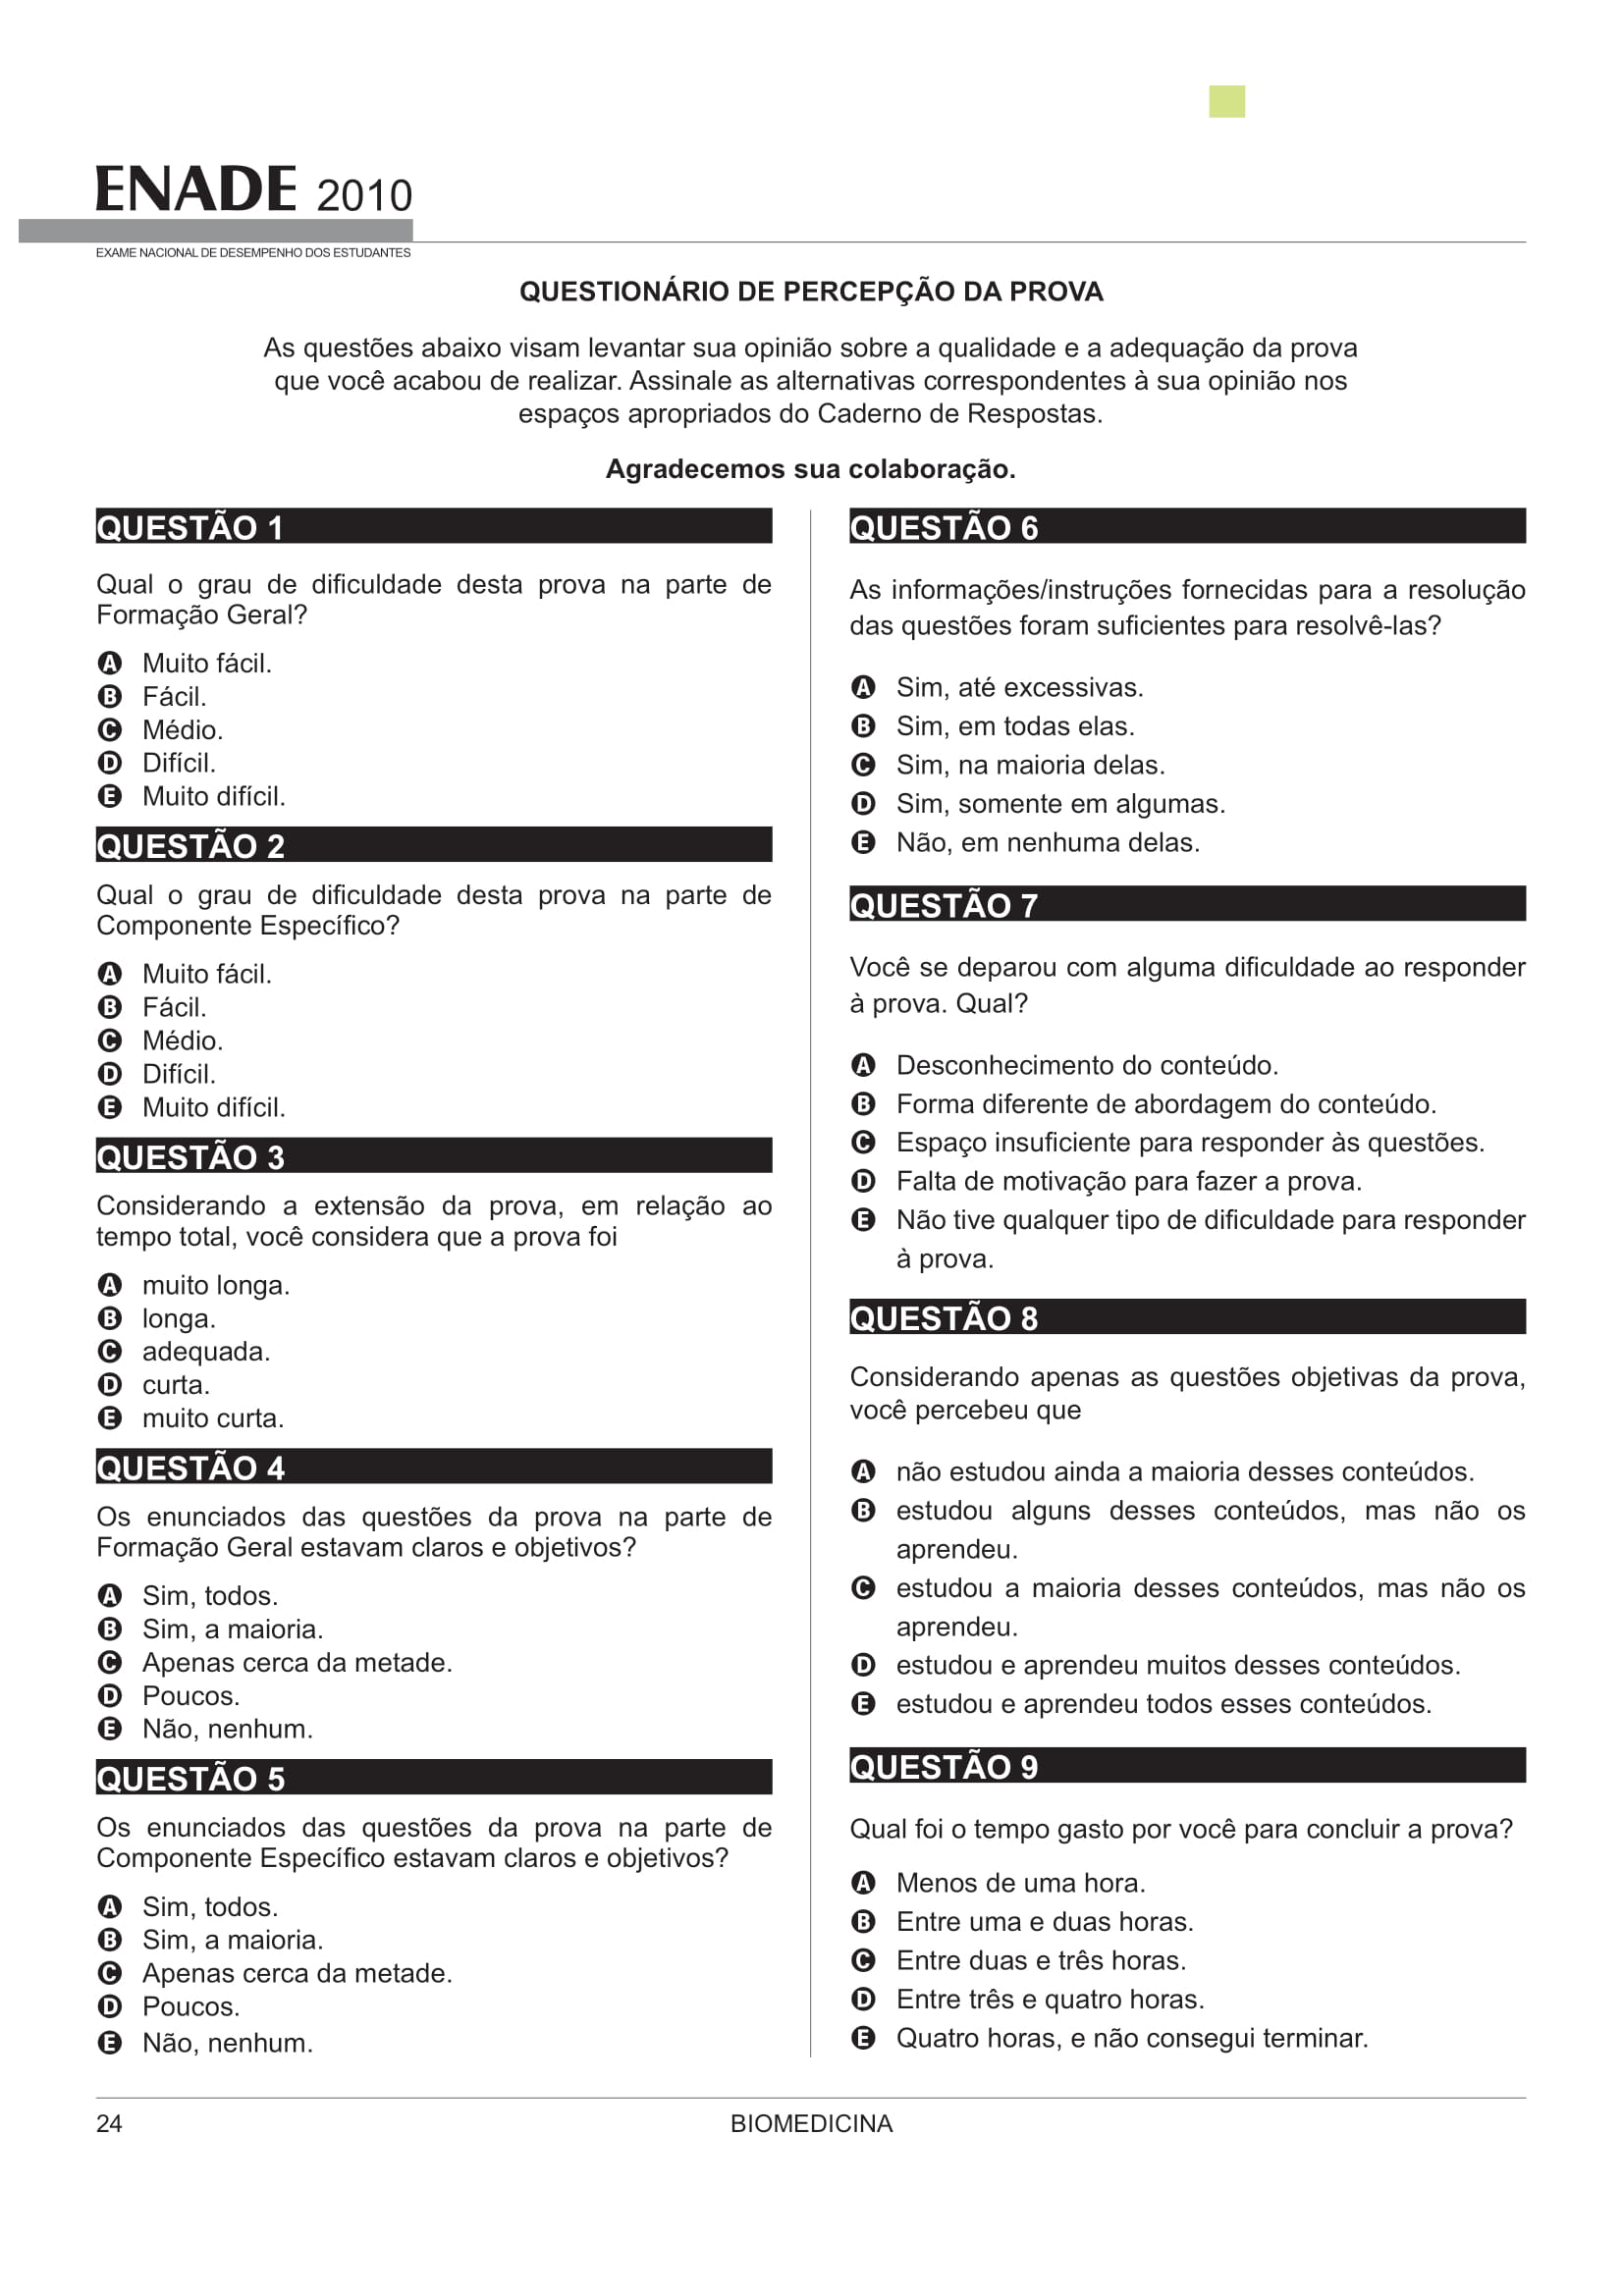 ENADE 2010
EXAME NACIONAL DE DESEMPENHO DOS ESTUDANTES
QUESTIONÁRIO DE PERCEPÇÃO DA PROVA
As questões abaixo visam levantar sua opinião sobre a qualidade e a adequação da prova
que você acabou de realizar. Assinale as alternativas correspondentes à sua opinião nos
espaços apropriados do Caderno de Respostas.
Agradecemos sua colaboração.
QUESTÃO 1
Qual o grau de dificuldade desta prova na parte de
Formação Geral?
A Muito fácil.
B Fácil.
C Médio.
D Difícil.
E Muito difícil.
QUESTÃO 2
Qual o grau de dificuldade desta prova na parte de
Componente Específico?
A Muito fácil.
B Fácil.
C Médio.
D Difícil.
E Muito difícil.
QUESTÃO 3
Considerando a extensão da prova, em relação ao
tempo total, você considera que a prova foi
A muito longa.
B longa.
C adequada.
D curta.
E muito curta.
QUESTÃO 4
Os enunciados das questões da prova na parte de
Formação Geral estavam claros e objetivos?
A Sim, todos.
B Sim, a maioria.
C Apenas cerca da metade.
D Poucos.
E Não, nenhum.
QUESTÃO 5
Os enunciados das questões da prova na parte de
Componente Específico estavam claros e objetivos?
A Sim, todos.
B Sim, a maioria.
C Apenas cerca da metade.
D Poucos.
E Não, nenhum.
QUESTÃO 6
As informações/instruções fornecidas para a resolução
das questões foram suficientes para resolvê-las?
A Sim, até excessivas.
B Sim, em todas elas.
C Sim, na maioria delas.
D Sim, somente em algumas.
E Não, em nenhuma delas.
QUESTÃO 7
Você se deparou com alguma dificuldade ao responder
à prova. Qual?
A Desconhecimento do conteúdo.
B Forma diferente de abordagem do conteúdo.
C Espaço insuficiente para responder às questões.
D Falta de motivação para fazer a prova.
E Não tive qualquer tipo de dificuldade para responder
à prova.
QUESTÃO 8
Considerando apenas as questões objetivas da prova,
você percebeu que
A não estudou ainda a maioria desses conteúdos.
B estudou alguns desses conteúdos, mas não os
aprendeu.
C estudou a maioria desses conteúdos, mas não os
aprendeu.
D estudou e aprendeu muitos desses conteúdos.
E estudou e aprendeu todos esses conteúdos.
QUESTÃO 9
Qual foi o tempo gasto por você para concluir a prova?
A Menos de uma hora.
B Entre uma e duas horas.
C Entre duas e três horas.
D Entre três e quatro horas.
E Quatro horas, e não consegui terminar.
24
BIOMEDICINA